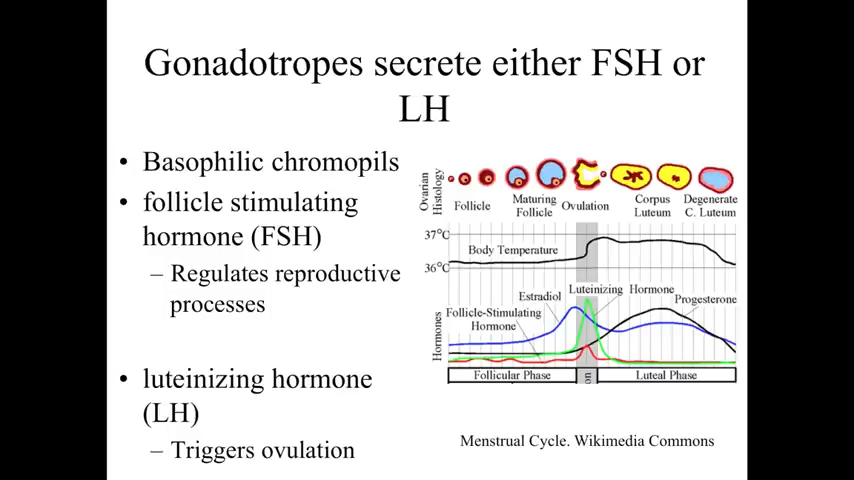 Gonadotropes secrete either FSH or
LH
• Basophilic chromopils
• follicle stimulating
hormone (FSH)
– Regulates reproductive
processes
• luteinizing hormone
(LH)
– Triggers ovulation
Ovarian
Histology
Follicle
Maturing
Follicle
Ovulation
Corpus
Luteum
Degenerate
C. Luteum
37°C
Body Temperature
36°C
Hormones
Estradiol
Luteinizing Hormone
Progesterone
Follicle-Stimulating
Hormone
Follicular Phase
on
Luteal Phase
Menstrual Cycle. Wikimedia Commons